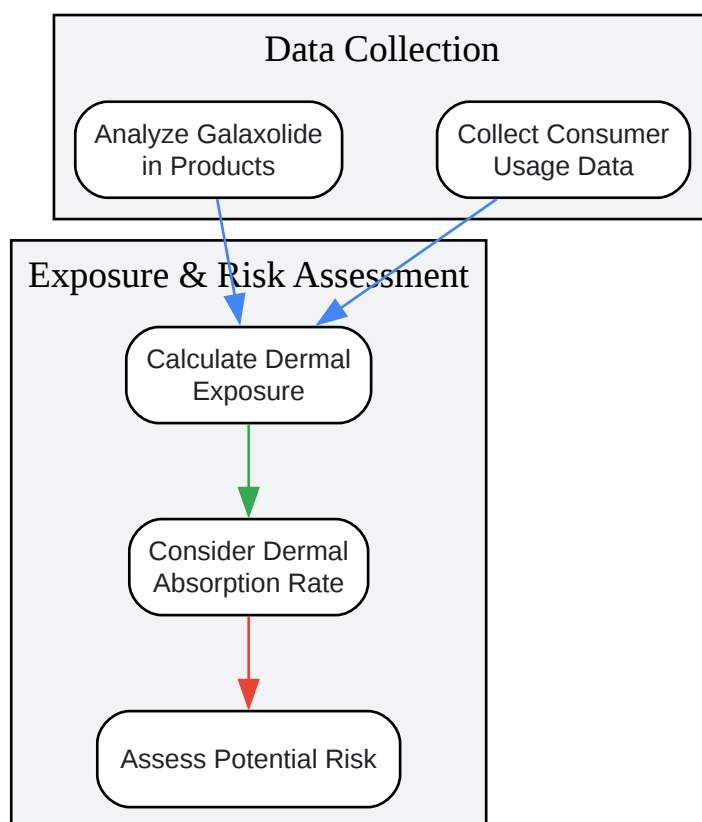 Data Collection
Analyze Galaxolide
in Products
Collect Consumer
Usage Data
Exposure & Risk Assessment
Calculate Dermal
Exposure
Consider Dermal
Absorption Rate
Assess Potential Risk